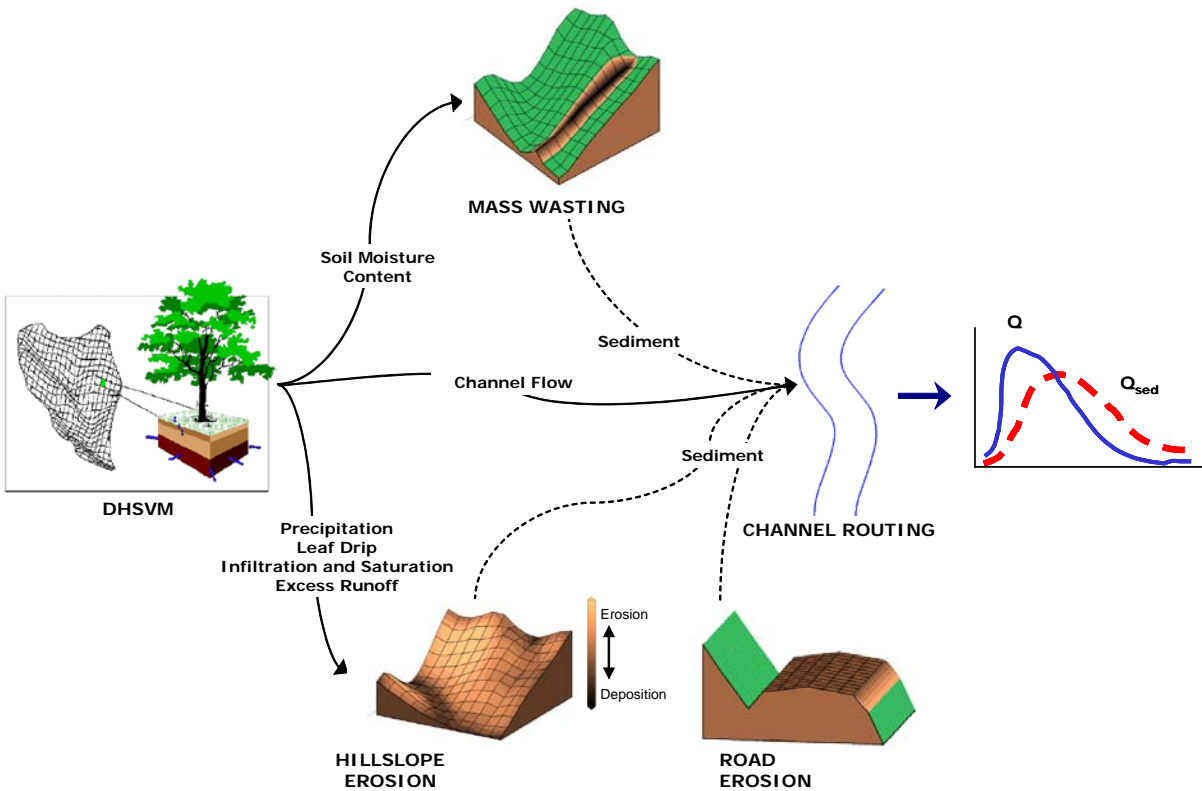 MASS WASTING
Soil Moisture
Content
Sediment
Channel Flow
Q
Q_sed
DHSVM
Sediment
CHANNEL ROUTING
Precipitation
Leaf Drip
Infiltration and Saturation
Excess Runoff
Erosion
Deposition
HILLSLOPE
EROSION
ROAD
EROSION